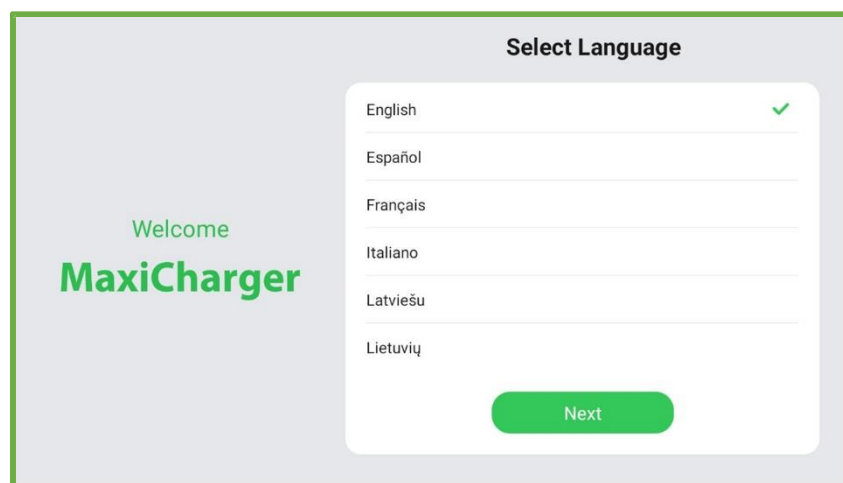 Select Language
English
Español
Français
Welcome
Italiano
MaxiCharger
Latviešu
Lietuvių
Next